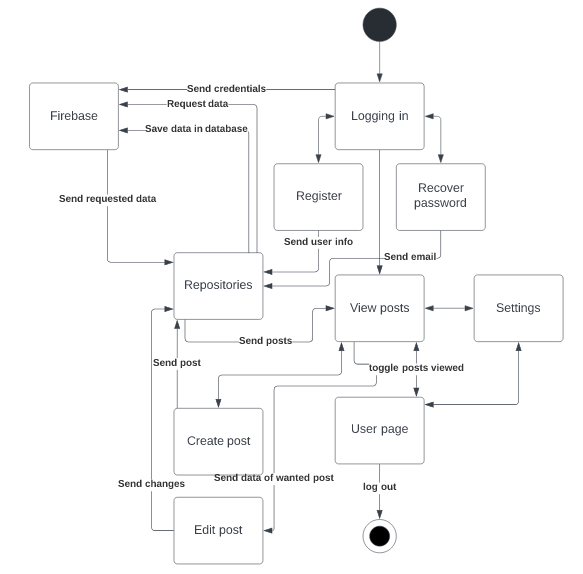 Send credentials
Request data
Firebase
Logging in
Save data in database
Send requested data
Register
Recover
password
Send user info
Send email
Repositories
View posts
Settings
Send posts
Send post
toggle posts viewed
Create post
User page
Send data of wanted post
Send changes
log out
Edit post